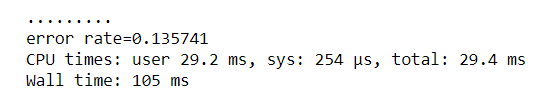 .........
error rate=0.135741
CPU times: user 29.2 ms, sys: 254 µs, total: 29.4 ms
Wall time: 105 ms